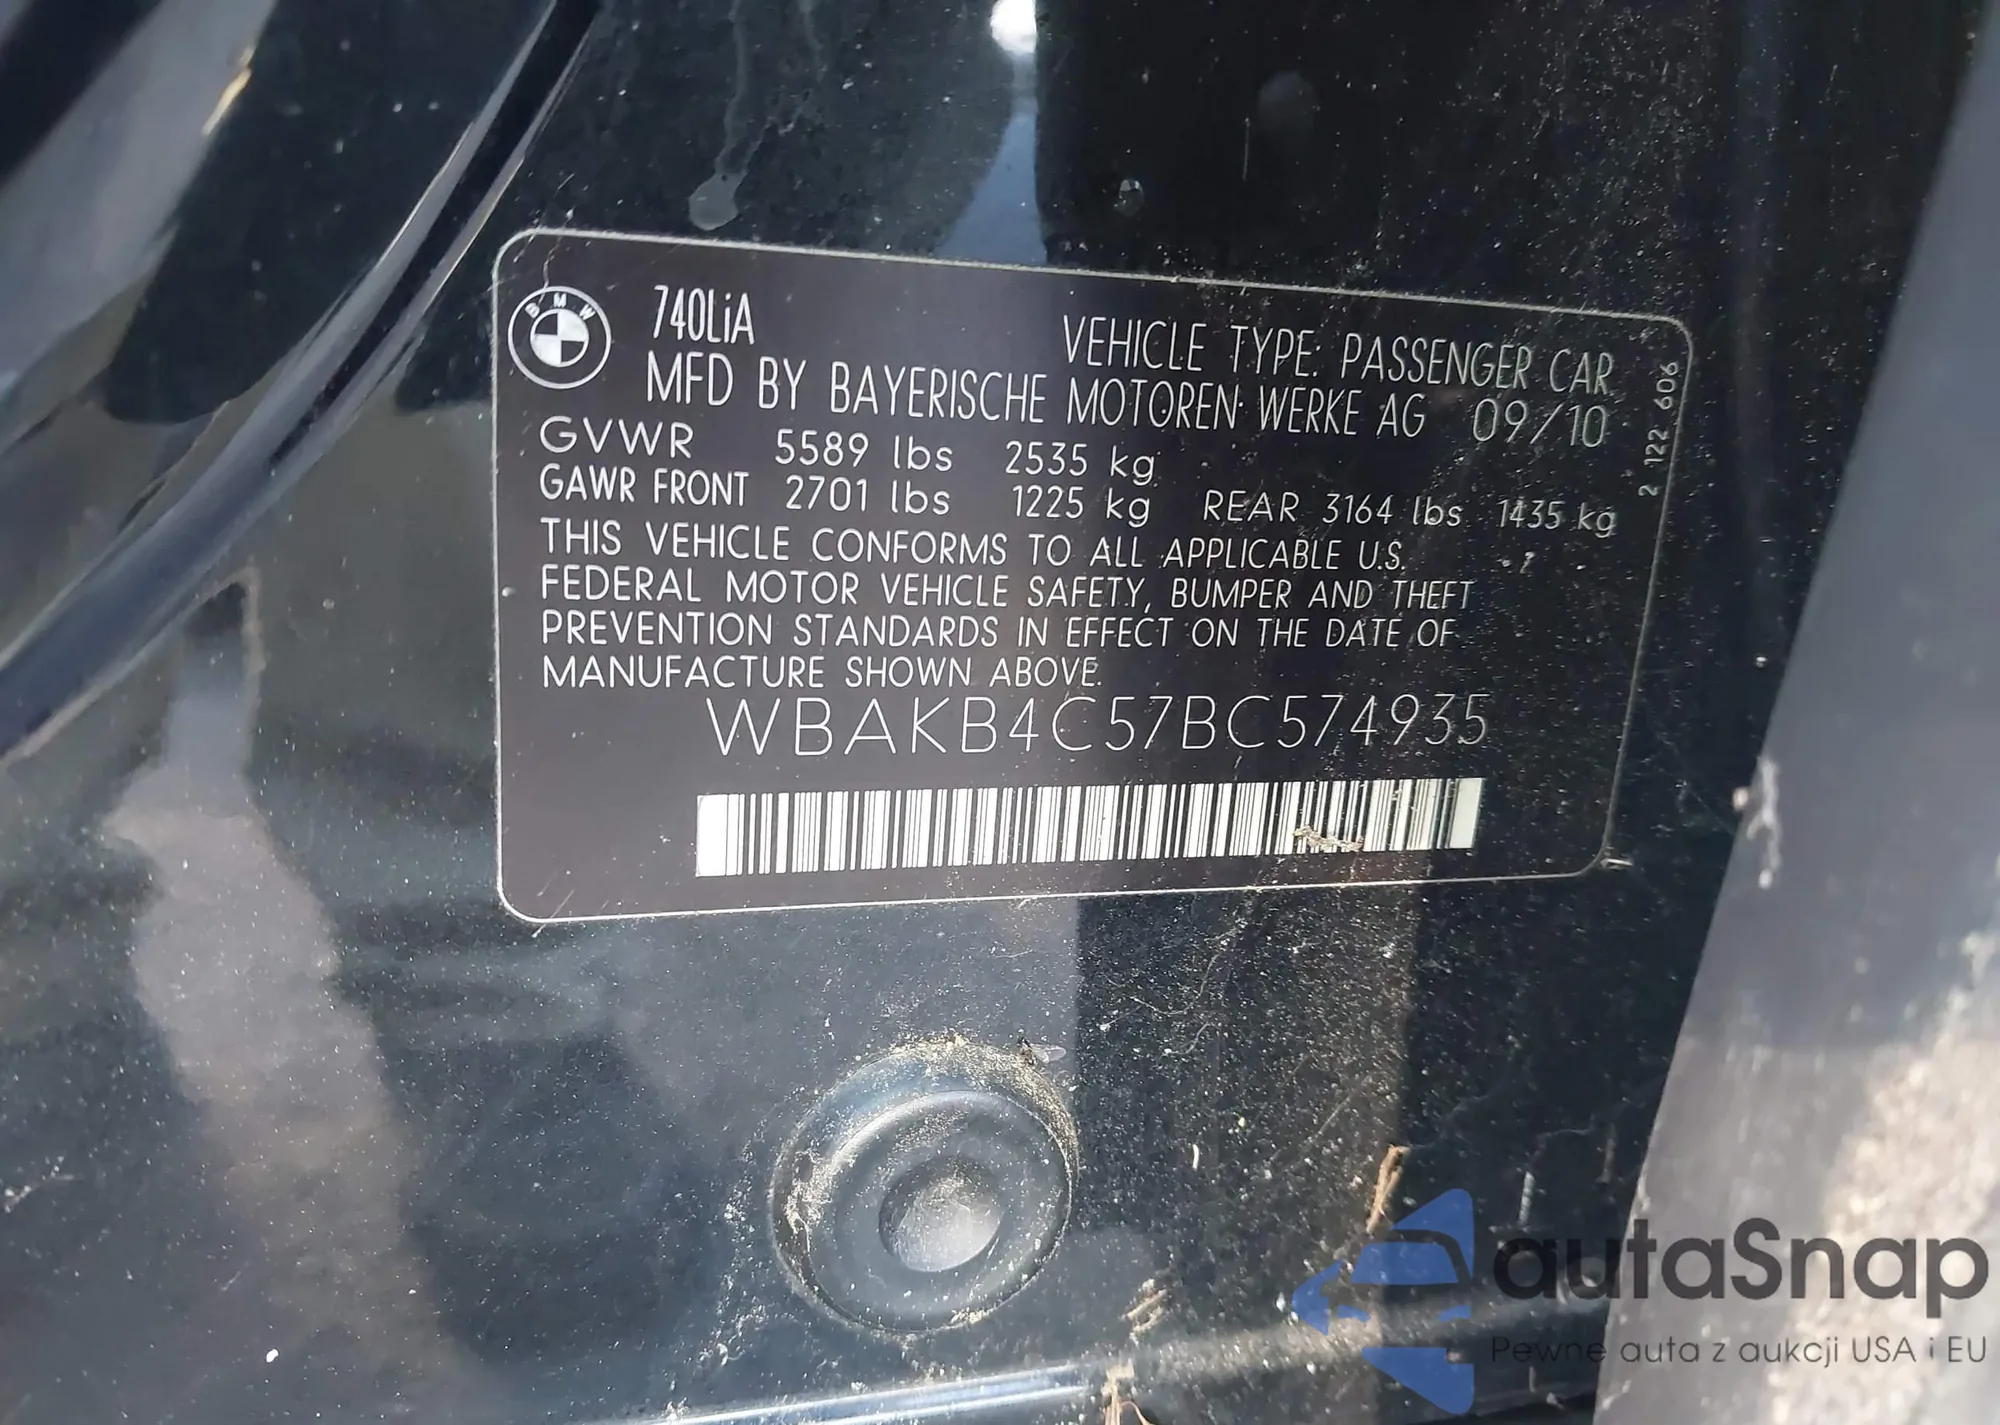 BMW
740LiA
VEHICLE TYPE: PASSENGER CAR
MFD BY BAYERISCHE MOTOREN WERKE AG 09/10
GVWR 5589 lbs 2535 kg
GAWR FRONT 2701 lbs 1225 kg REAR 3164 lbs 1435 kg
THIS VEHICLE CONFORMS TO ALL APPLICABLE U.S.
FEDERAL MOTOR VEHICLE SAFETY, BUMPER AND THEFT
PREVENTION STANDARDS IN EFFECT ON THE DATE OF
MANUFACTURE SHOWN ABOVE.
WBAKB4C57BC574935
2 122 606
autaSnap
Pewne auta z aukcji USA i EU